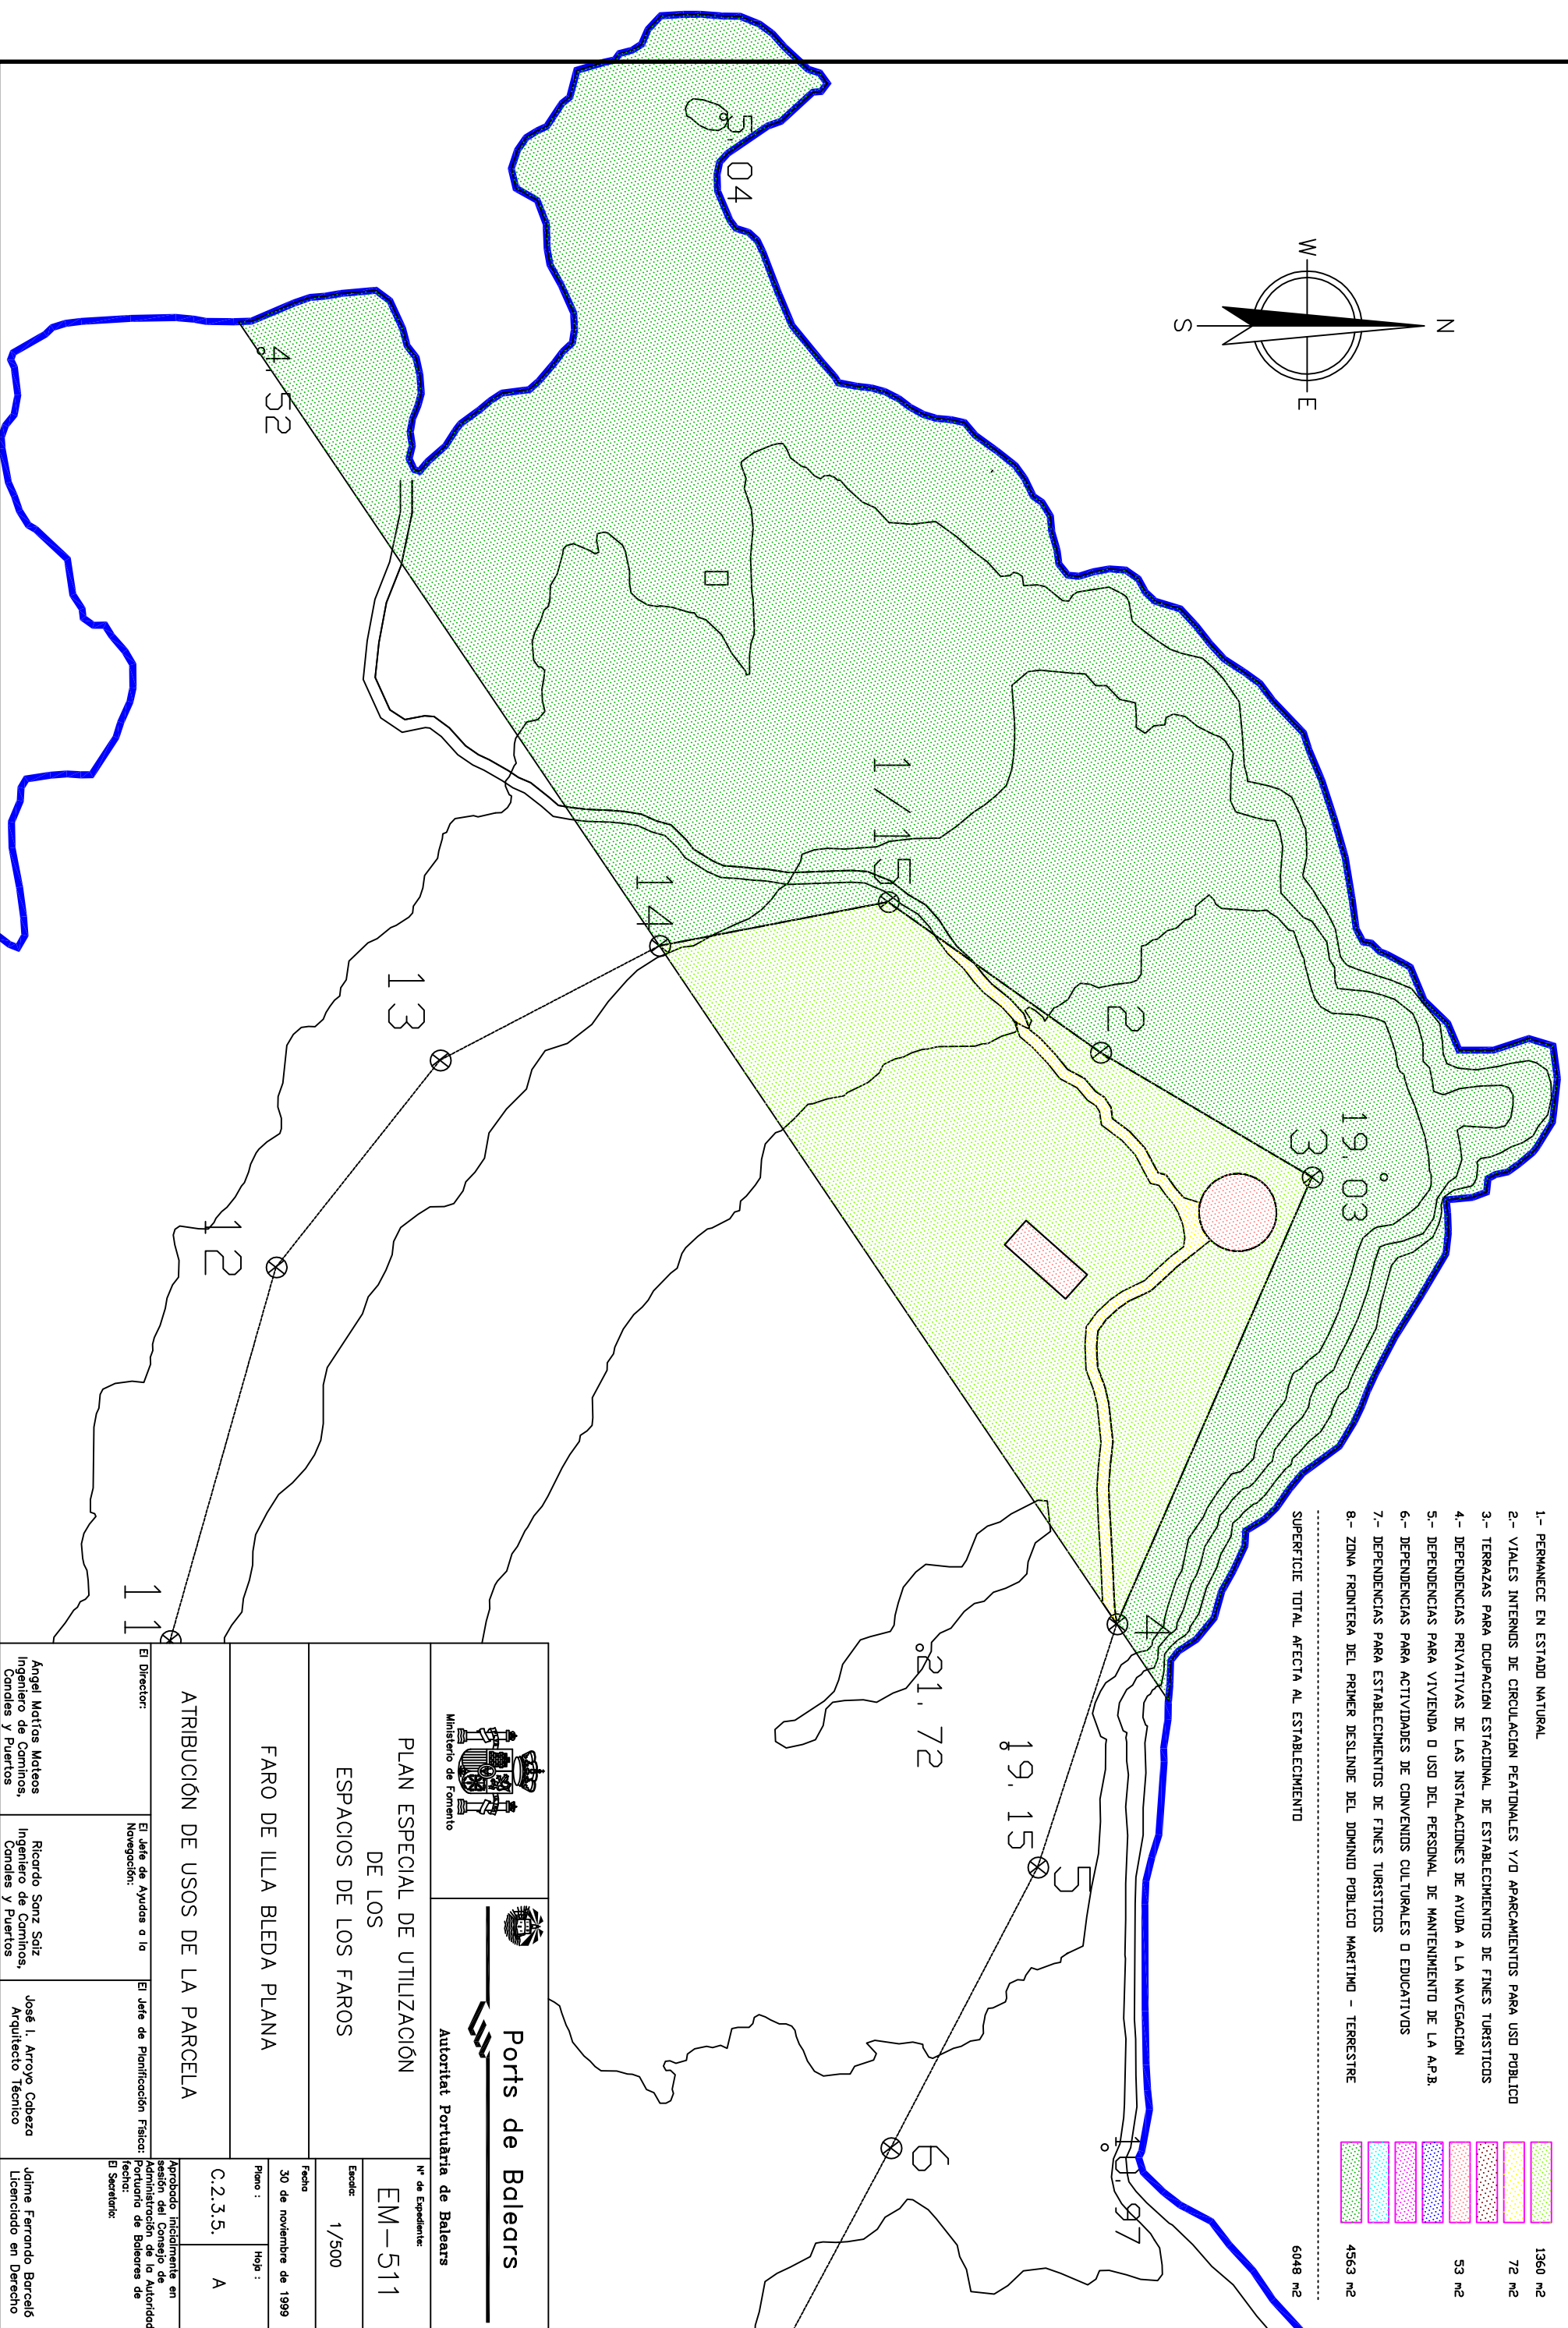 1.- PERMANECE EN ESTADO NATURAL 1360 m2
2.- VIALES INTERNOS DE CIRCULACIÓN PEATONALES Y/O APARCAMIENTOS PARA USO PÚBLICO 72 m2
3.- TERRAZAS PARA OCUPACIÓN ESTACIONAL DE ESTABLECIMIENTOS DE FINES TURÍSTICOS
4.- DEPENDENCIAS PRIVATIVAS DE LAS INSTALACIONES DE AYUDA A LA NAVEGACIÓN 53 m2
5.- DEPENDENCIAS PARA VIVIENDA O USO DEL PERSONAL DE MANTENIMIENTO DE LA A.P.B.
6.- DEPENDENCIAS PARA ACTIVIDADES DE CONVENIOS CULTURALES O EDUCATIVOS
7.- DEPENDENCIAS PARA ESTABLECIMIENTOS DE FINES TURÍSTICOS
8.- ZONA FRONTERA DEL PRIMER DESLINDE DEL DOMINIO PÚBLICO MARÍTIMO - TERRESTRE 4563 m2
SUPERFICIE TOTAL AFECTA AL ESTABLECIMIENTO 6048 m2
N
W
E
S
5,04
4,52
1/15
2
3
19,03
14
13
12
11
4
21,72
19,15
5
6
18,97
Ministerio de Fomento
Ports de Balears
Autoritat Portuària de Balears
PLAN ESPECIAL DE UTILIZACIÓN
DE LOS
ESPACIOS DE LOS FAROS
Nº de Expediente:
EM-511
Escala:
1/500
FARO DE ILLA BLEDA PLANA
Fecha
30 de noviembre de 1999
ATRIBUCIÓN DE USOS DE LA PARCELA
Plano :
C.2.3.5.
Hoja :
A
El Director:
Ángel Matías Mateos
Ingeniero de Caminos,
Canales y Puertos
El Jefe de Ayudas a la
Navegación:
Ricardo Sanz Saiz
Ingeniero de Caminos,
Canales y Puertos
El Jefe de Planificación Física:
José I. Arroyo Cabeza
Arquitecto Técnico
Aprobado inicialmente en
sesión del Consejo de
Administración de la Autoridad
Portuaria de Baleares de
fecha:
El Secretario:
Jaime Ferrando Barceló
Licenciado en Derecho